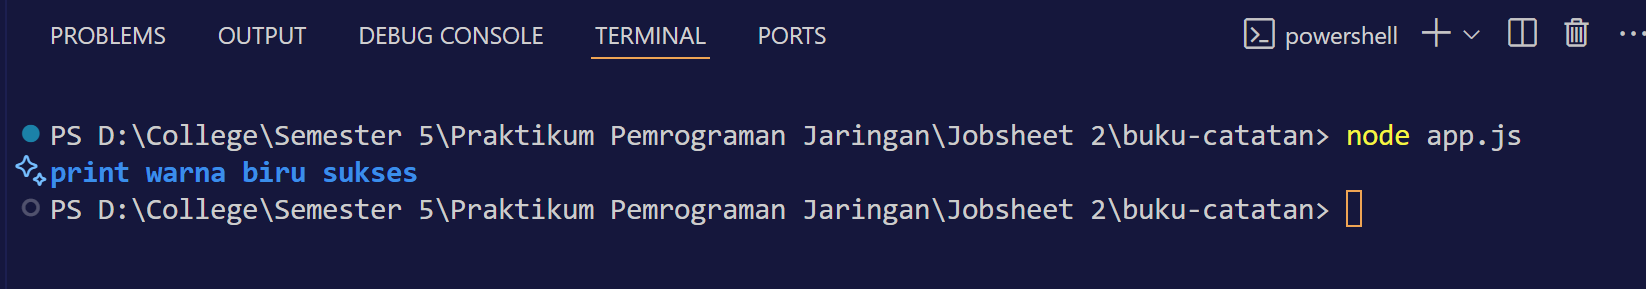 PROBLEMS OUTPUT DEBUG CONSOLE TERMINAL PORTS powershell
PS D:\College\Semester 5\Praktikum Pemrograman Jaringan\Jobsheet 2\buku-catatan> node app.js
print warna biru sukses
PS D:\College\Semester 5\Praktikum Pemrograman Jaringan\Jobsheet 2\buku-catatan>